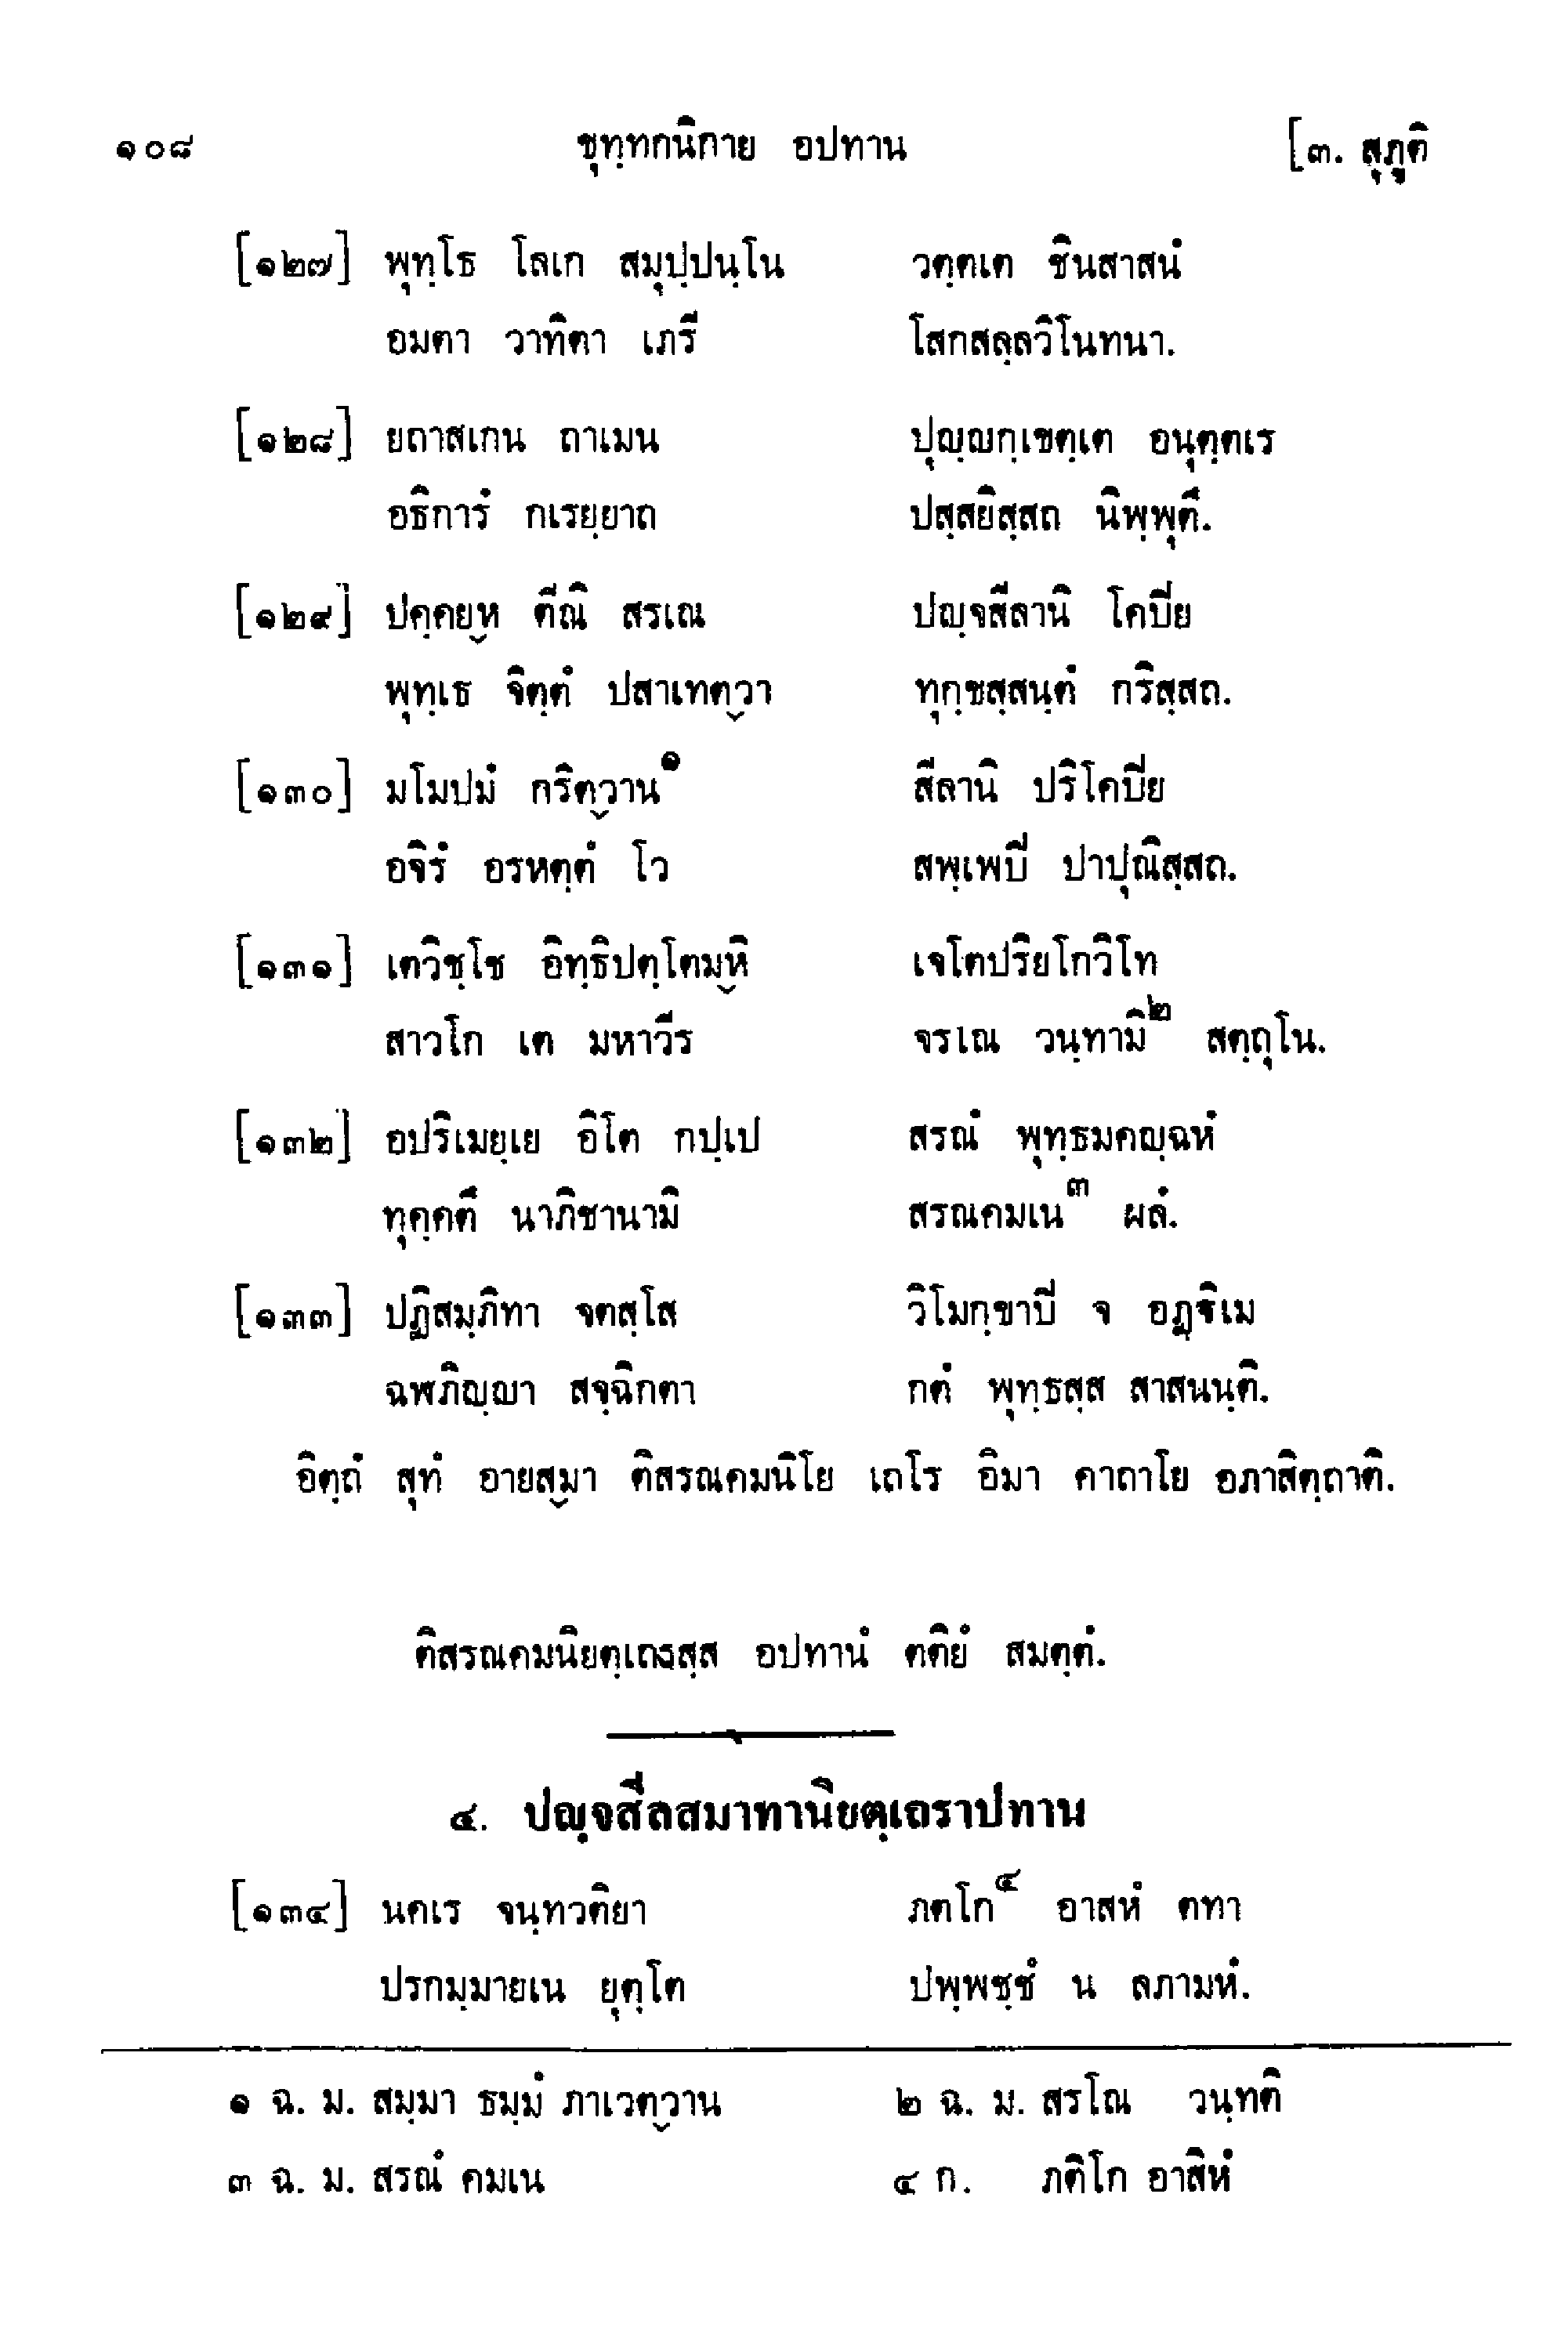 ๑๐๘ ขุทฺทกนิกาย อปทาน [๓. สุภูติ
[๑๒๗] พุทฺโธ โลเก สมุปฺปนฺโน วตฺตเต ชินสาสนํ
อมตา วาทิตา เภรี โสกสลฺลวิโนทนา.
[๑๒๘] ยถาสเกน ถาเมน ปุญฺญกฺเขตฺเต อนุตฺตเร
อธิการํ กเรยฺยาถ ปสฺสยิสฺสถ นิพฺพุตึ.
[๑๒๙] ปคฺคยฺห ตีณิ สรเณ ปญฺจสีลานิ โคปิย
พุทฺเธ จิตฺตํ ปสาเทตฺวา ทุกฺขสฺสนฺตํ กริสฺสถ.
[๑๓๐] มโมปมํ กริตฺวาน๑ สีลานิ ปริโคปิย
อจิรํ อรหตฺตํ โว สพฺเพปิ ปาปุณิสฺสถ.
[๑๓๑] เตวิชฺโช อิทฺธิปตฺโตมฺหิ เจโตปริยโกวิโท
สาวโก เต มหาวีร จรเณ วนฺทามิ๒ สตฺถุโน.
[๑๓๒] อปริเมยฺเย อิโต กปฺเป สรณํ พุทฺธมคญฺฉหํ
ทุคฺคตึ นาภิชานามิ สรณคมเน๓ ผลํ.
[๑๓๓] ปฏิสมฺภิทา จตสฺโส วิโมกฺขาปิ จ อฏฺฐิเม
ฉฬภิญฺญา สจฺฉิกตา กตํ พุทฺธสฺส สาสนนฺติ.
อิตฺถํ สุทํ อายสฺมา ติสรณคมนิโย เถโร อิมา คาถาโย อภาสิตฺถาติ.
ติสรณคมนิยตฺเถรสฺส อปทานํ ตติยํ สมตฺตํ.
๔. ปญฺจสีลสมาทานิยตฺเถราปทาน
[๑๓๔] นคเร จนฺทวติยา ภตโก๔ อาสหํ ตทา
ปรกมฺมายเน ยุตฺโต ปพฺพชฺชํ น ลภามหํ.
๑ ฉ. ม. สมฺมา ธมฺมํ ภาเวตฺวาน ๒ ฉ. ม. สรโณ วนฺทติ
๓ ฉ. ม. สรณํ คมเน ๔ ก. ภติโก อาสิหํ